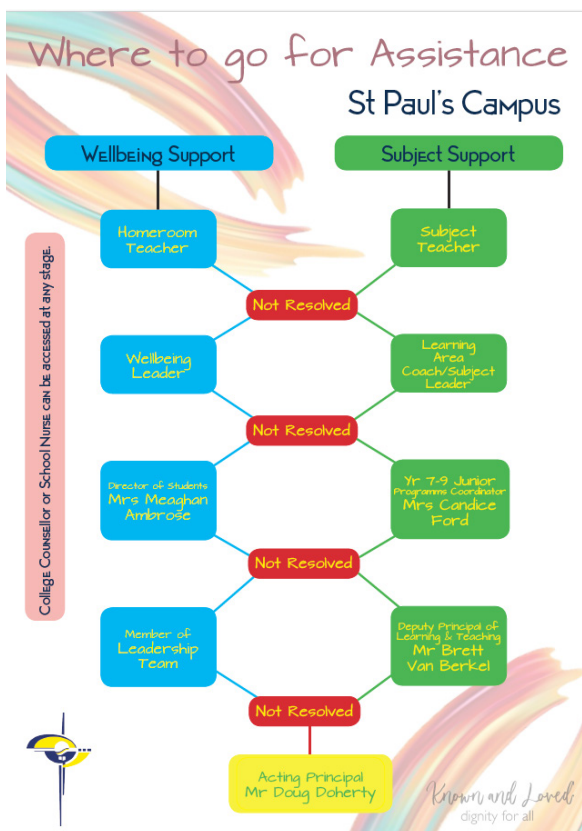 Where to go for Assistance
St Paul's Campus
Wellbeing Support
Subject Support
Homeroom
Teacher
Subject
Teacher
College Counsellor or School Nurse can be accessed at any stage.
Not Resolved
Wellbeing
Leader
Learning
Area
Coach/Subject
Leader
Not Resolved
Director of Students
Mrs Meaghan
Ambrose
Yr 7-9 Junior
Programms Coordinator
Mrs Candice
Ford
Not Resolved
Member of
Leadership
Team
Deputy Principal of
Learning & Teaching
Mr Brett
Van Berkel
Not Resolved
Acting Principal
Mr Doug Doherty
Known and Loved
dignity for all